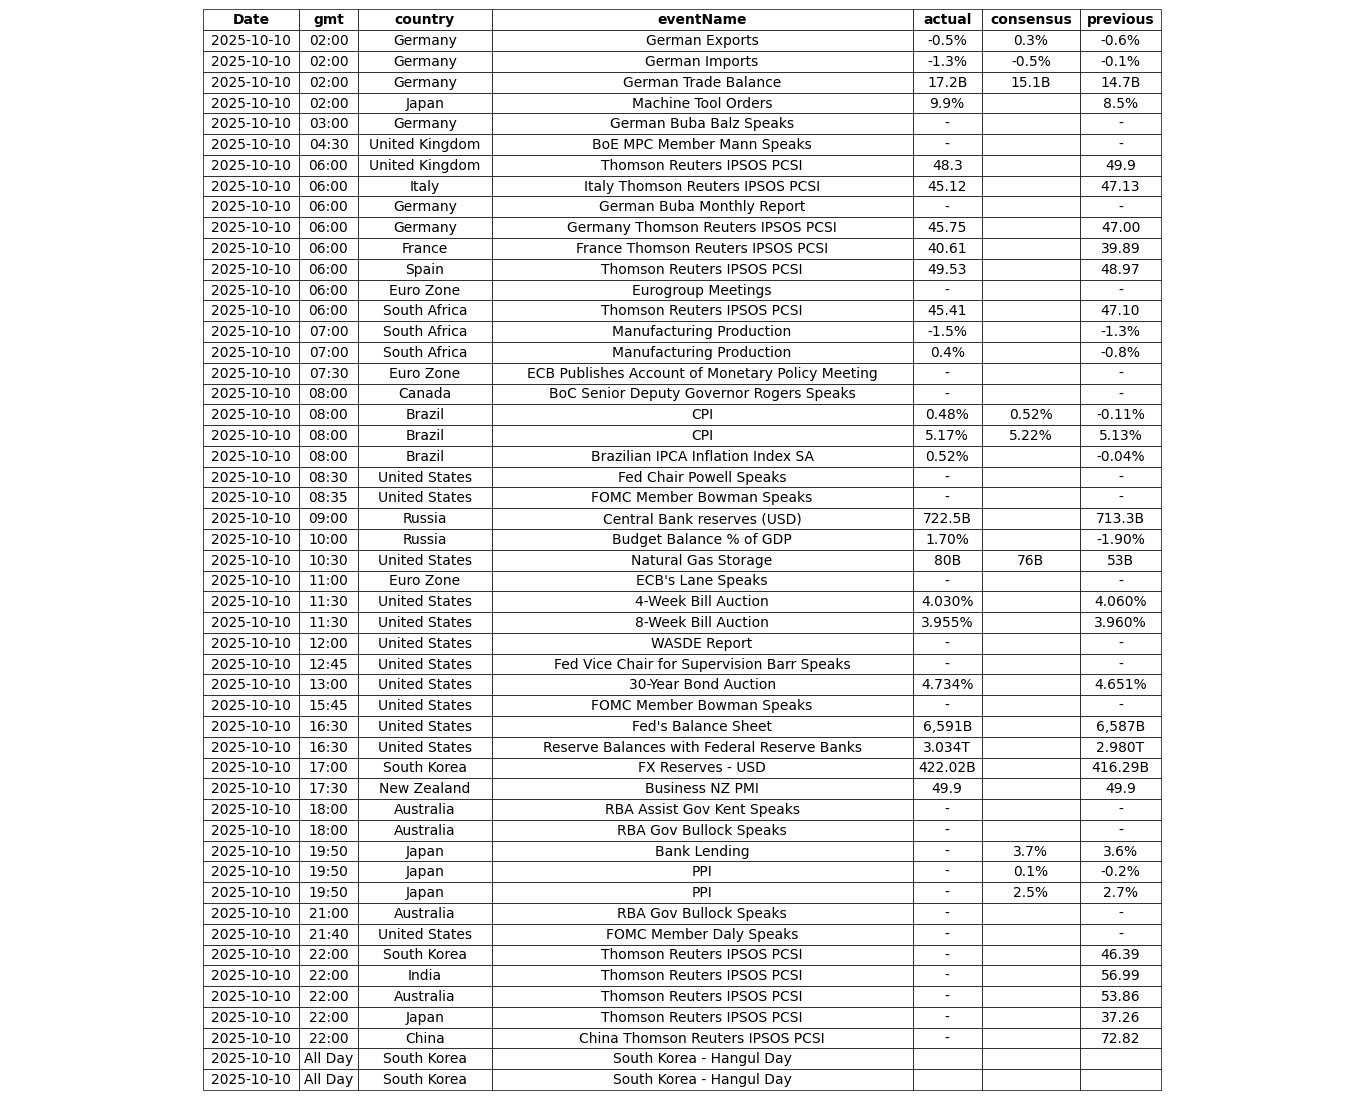 Date gmt country eventName actual consensus previous
2025-10-10 02:00 Germany German Exports -0.5% 0.3% -0.6%
2025-10-10 02:00 Germany German Imports -1.3% -0.5% -0.1%
2025-10-10 02:00 Germany German Trade Balance 17.2B 15.1B 14.7B
2025-10-10 02:00 Japan Machine Tool Orders 9.9% 8.5%
2025-10-10 03:00 Germany German Buba Balz Speaks - -
2025-10-10 04:30 United Kingdom BoE MPC Member Mann Speaks - -
2025-10-10 06:00 United Kingdom Thomson Reuters IPSOS PCSI 48.3 49.9
2025-10-10 06:00 Italy Italy Thomson Reuters IPSOS PCSI 45.12 47.13
2025-10-10 06:00 Germany German Buba Monthly Report - -
2025-10-10 06:00 Germany Germany Thomson Reuters IPSOS PCSI 45.75 47.00
2025-10-10 06:00 France France Thomson Reuters IPSOS PCSI 40.61 39.89
2025-10-10 06:00 Spain Thomson Reuters IPSOS PCSI 49.53 48.97
2025-10-10 06:00 Euro Zone Eurogroup Meetings - -
2025-10-10 06:00 South Africa Thomson Reuters IPSOS PCSI 45.41 47.10
2025-10-10 07:00 South Africa Manufacturing Production -1.5% -1.3%
2025-10-10 07:00 South Africa Manufacturing Production 0.4% -0.8%
2025-10-10 07:30 Euro Zone ECB Publishes Account of Monetary Policy Meeting - -
2025-10-10 08:00 Canada BoC Senior Deputy Governor Rogers Speaks - -
2025-10-10 08:00 Brazil CPI 0.48% 0.52% -0.11%
2025-10-10 08:00 Brazil CPI 5.17% 5.22% 5.13%
2025-10-10 08:00 Brazil Brazilian IPCA Inflation Index SA 0.52% -0.04%
2025-10-10 08:30 United States Fed Chair Powell Speaks - -
2025-10-10 08:35 United States FOMC Member Bowman Speaks - -
2025-10-10 09:00 Russia Central Bank reserves (USD) 722.5B 713.3B
2025-10-10 10:00 Russia Budget Balance % of GDP 1.70% -1.90%
2025-10-10 10:30 United States Natural Gas Storage 80B 76B 53B
2025-10-10 11:00 Euro Zone ECB's Lane Speaks - -
2025-10-10 11:30 United States 4-Week Bill Auction 4.030% 4.060%
2025-10-10 11:30 United States 8-Week Bill Auction 3.955% 3.960%
2025-10-10 12:00 United States WASDE Report - -
2025-10-10 12:45 United States Fed Vice Chair for Supervision Barr Speaks - -
2025-10-10 13:00 United States 30-Year Bond Auction 4.734% 4.651%
2025-10-10 15:45 United States FOMC Member Bowman Speaks - -
2025-10-10 16:30 United States Fed's Balance Sheet 6,591B 6,587B
2025-10-10 16:30 United States Reserve Balances with Federal Reserve Banks 3.034T 2.980T
2025-10-10 17:00 South Korea FX Reserves - USD 422.02B 416.29B
2025-10-10 17:30 New Zealand Business NZ PMI 49.9 49.9
2025-10-10 18:00 Australia RBA Assist Gov Kent Speaks - -
2025-10-10 18:00 Australia RBA Gov Bullock Speaks - -
2025-10-10 19:50 Japan Bank Lending - 3.7% 3.6%
2025-10-10 19:50 Japan PPI - 0.1% -0.2%
2025-10-10 19:50 Japan PPI - 2.5% 2.7%
2025-10-10 21:00 Australia RBA Gov Bullock Speaks - -
2025-10-10 21:40 United States FOMC Member Daly Speaks - -
2025-10-10 22:00 South Korea Thomson Reuters IPSOS PCSI - 46.39
2025-10-10 22:00 India Thomson Reuters IPSOS PCSI - 56.99
2025-10-10 22:00 Australia Thomson Reuters IPSOS PCSI - 53.86
2025-10-10 22:00 Japan Thomson Reuters IPSOS PCSI - 37.26
2025-10-10 22:00 China China Thomson Reuters IPSOS PCSI - 72.82
2025-10-10 All Day South Korea South Korea - Hangul Day
2025-10-10 All Day South Korea South Korea - Hangul Day